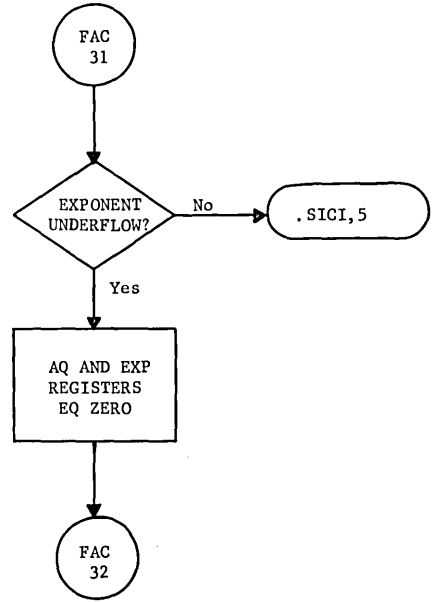 FAC
31
EXPONENT
UNDERFLOW?
No
.SICI,5
Yes
AQ AND EXP
REGISTERS
EQ ZERO
FAC
32